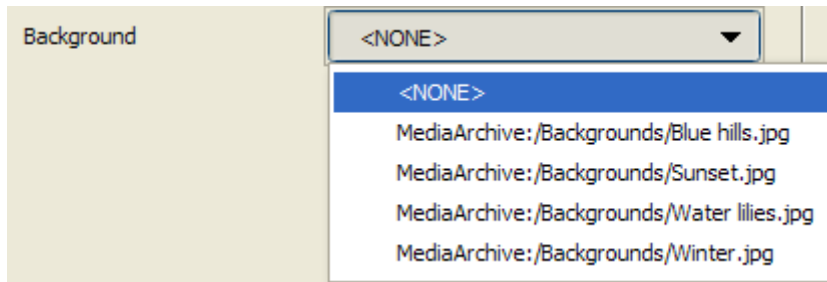 Background
<NONE>
<NONE>
MediaArchive:/Backgrounds/Blue hills.jpg
MediaArchive:/Backgrounds/Sunset.jpg
MediaArchive:/Backgrounds/Water lilies.jpg
MediaArchive:/Backgrounds/Winter.jpg